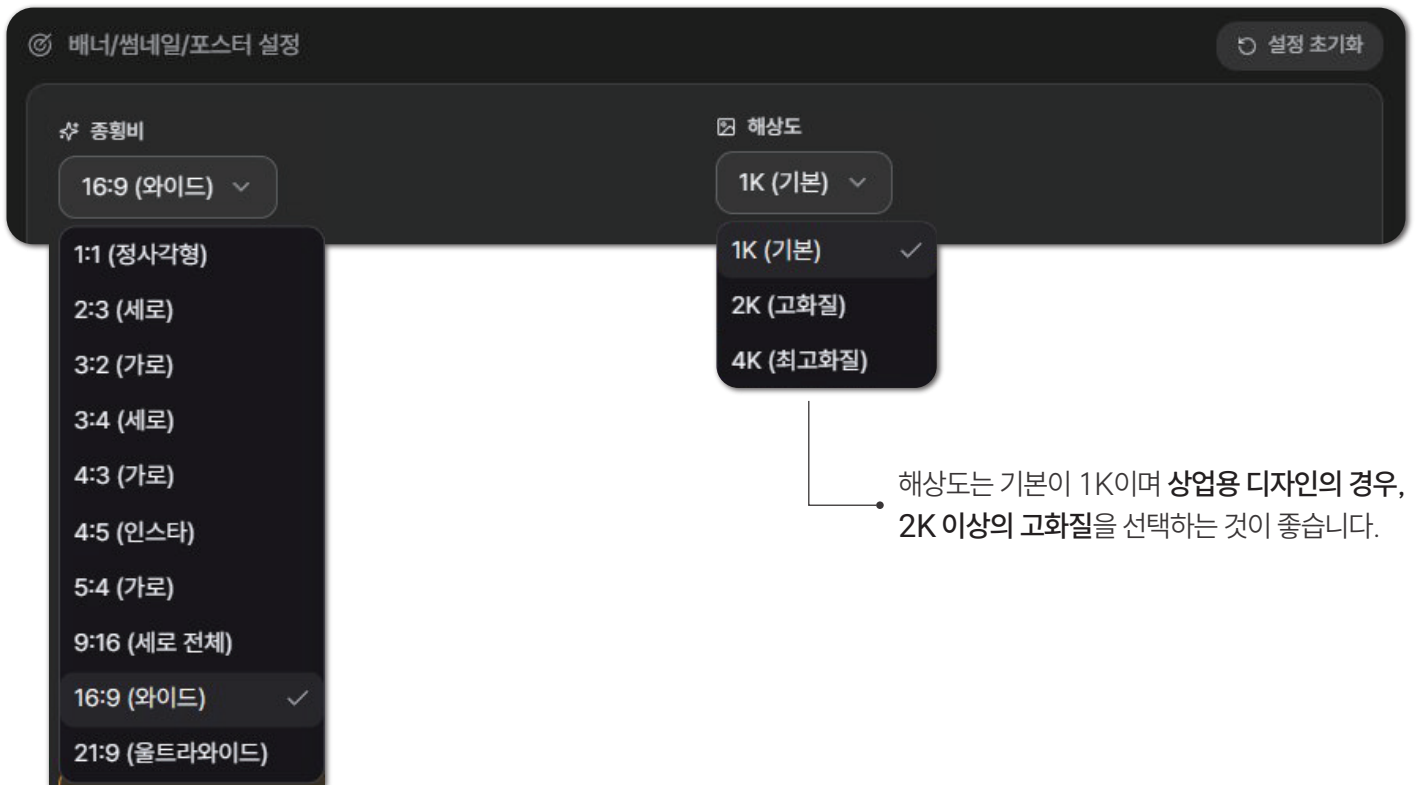 배너/썸네일/포스터 설정
설정 초기화
종횡비
16:9 (와이드)
1:1 (정사각형)
2:3 (세로)
3:2 (가로)
3:4 (세로)
4:3 (가로)
4:5 (인스타)
5:4 (가로)
9:16 (세로 전체)
16:9 (와이드)
21:9 (울트라와이드)
해상도
1K (기본)
1K (기본)
2K (고화질)
4K (최고화질)
해상도는 기본이 1K이며 상업용 디자인의 경우,
2K 이상의 고화질을 선택하는 것이 좋습니다.